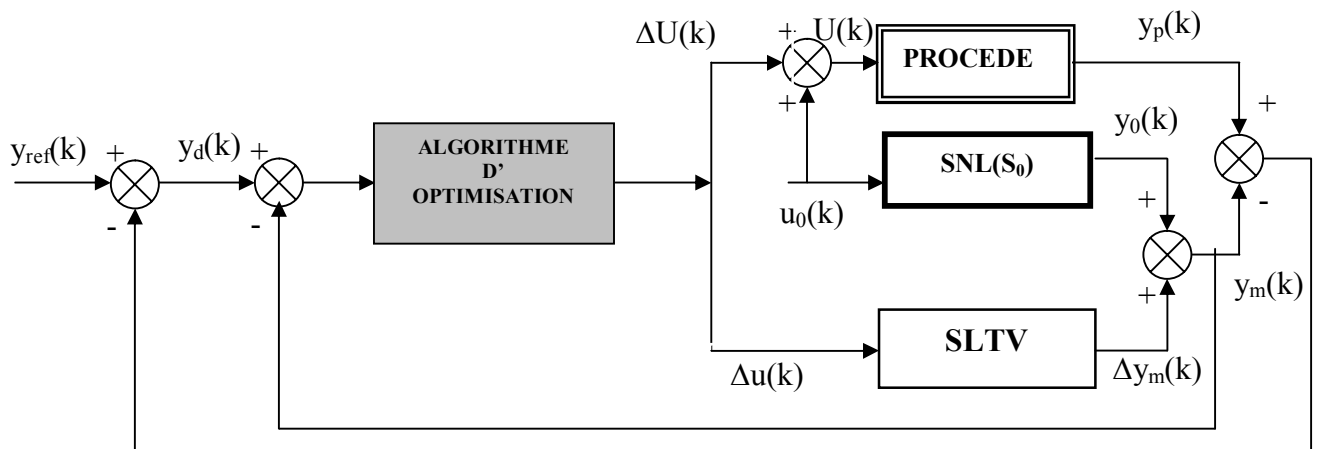 ΔU(k)
+
U(k)
PROCEDE
y_p(k)
+
+
y_0(k)
y_ref(k)
+
y_d(k)
+
ALGORITHME
D'
OPTIMISATION
SNL(S_0)
-
-
u_0(k)
+
-
+
y_m(k)
SLTV
Δu(k)
Δy_m(k)